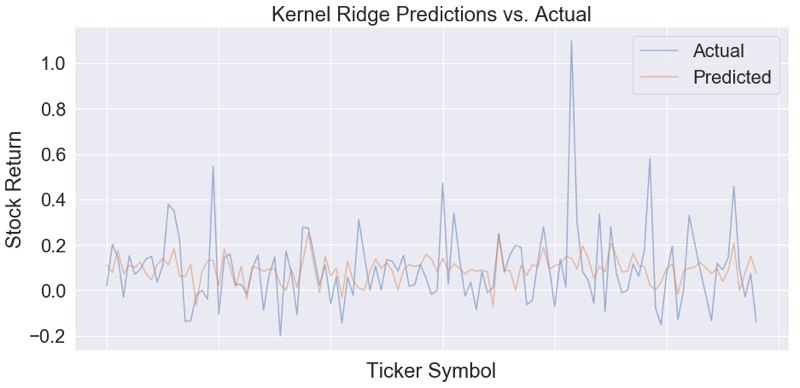 Kernel Ridge Predictions vs. Actual
Actual
Predicted
Stock Return
1.0
0.8
0.6
0.4
0.2
0.0
−0.2
Ticker Symbol